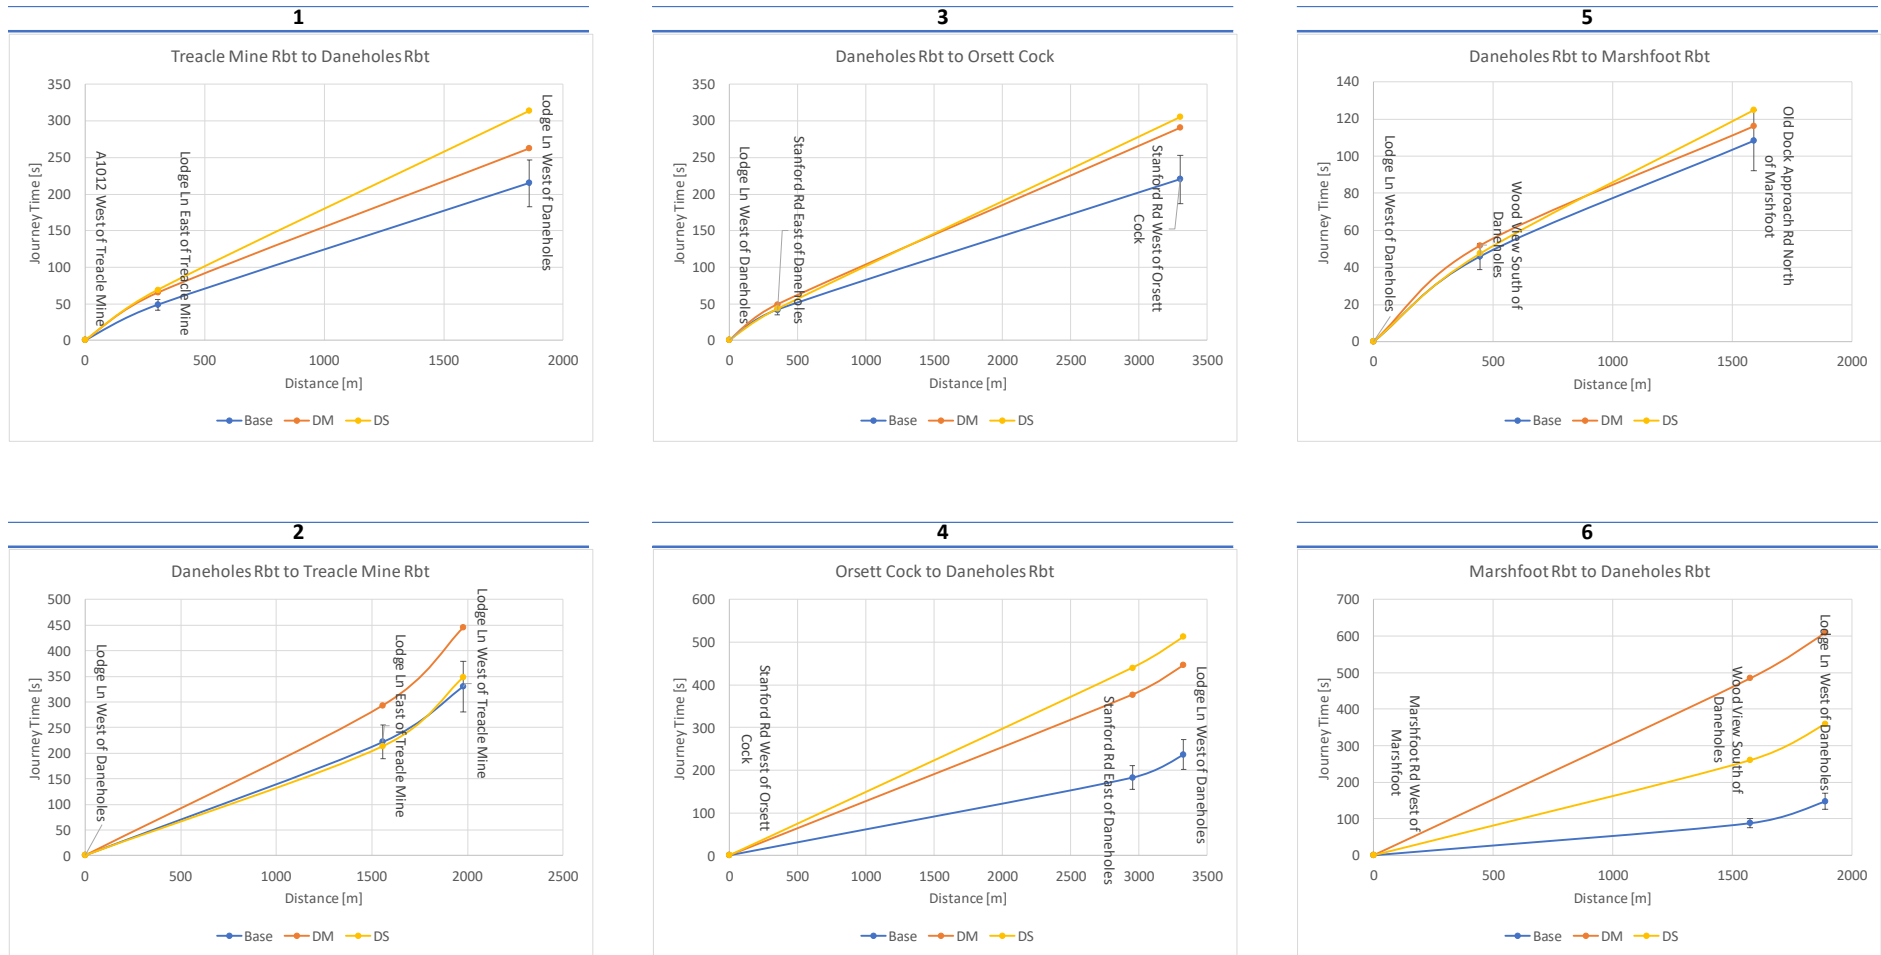 1
Treacle Mine Rbt to Daneholes Rbt
350
300
250
200
150
100
50
0
Journey Time [s]
A1012 West of Treacle Mine
Lodge Ln East of Treacle Mine
Lodge Ln West of Daneholes
0 500 1000 1500 2000
Distance [m]
Base DM DS
3
Daneholes Rbt to Orsett Cock
350
300
250
200
150
100
50
0
Journey Time [s]
Lodge Ln West of Daneholes
Stanford Rd East of Daneholes
Stanford Rd West of Orsett
Cock
0 500 1000 1500 2000 2500 3000 3500
Distance [m]
Base DM DS
5
Daneholes Rbt to Marshfoot Rbt
140
120
100
80
60
40
20
0
Journey Time [s]
Lodge Ln West of Daneholes
Wood View South of
Daneholes
Old Dock Approach Rd North
of Marshfoot
0 500 1000 1500 2000
Distance [m]
Base DM DS
2
Daneholes Rbt to Treacle Mine Rbt
500
450
400
350
300
250
200
150
100
50
0
Journey Time [s]
Lodge Ln West of Daneholes
Lodge Ln East of Treacle Mine
Lodge Ln West of Treacle Mine
0 500 1000 1500 2000 2500
Distance [m]
Base DM DS
4
Orsett Cock to Daneholes Rbt
600
500
400
300
200
100
0
Journey Time [s]
Stanford Rd West of Orsett
Cock
Stanford Rd East of Daneholes
Lodge Ln West of Daneholes
0 500 1000 1500 2000 2500 3000 3500
Distance [m]
Base DM DS
6
Marshfoot Rbt to Daneholes Rbt
700
600
500
400
300
200
100
0
Journey Time [s]
Marshfoot Rd West of
Marshfoot
Wood View South of
Daneholes
Lodge Ln West of Daneholes
0 500 1000 1500 2000
Distance [m]
Base DM DS